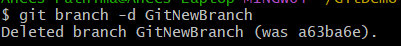 $ git branch -d GitNewBranch
Deleted branch GitNewBranch (was a63ba6e).